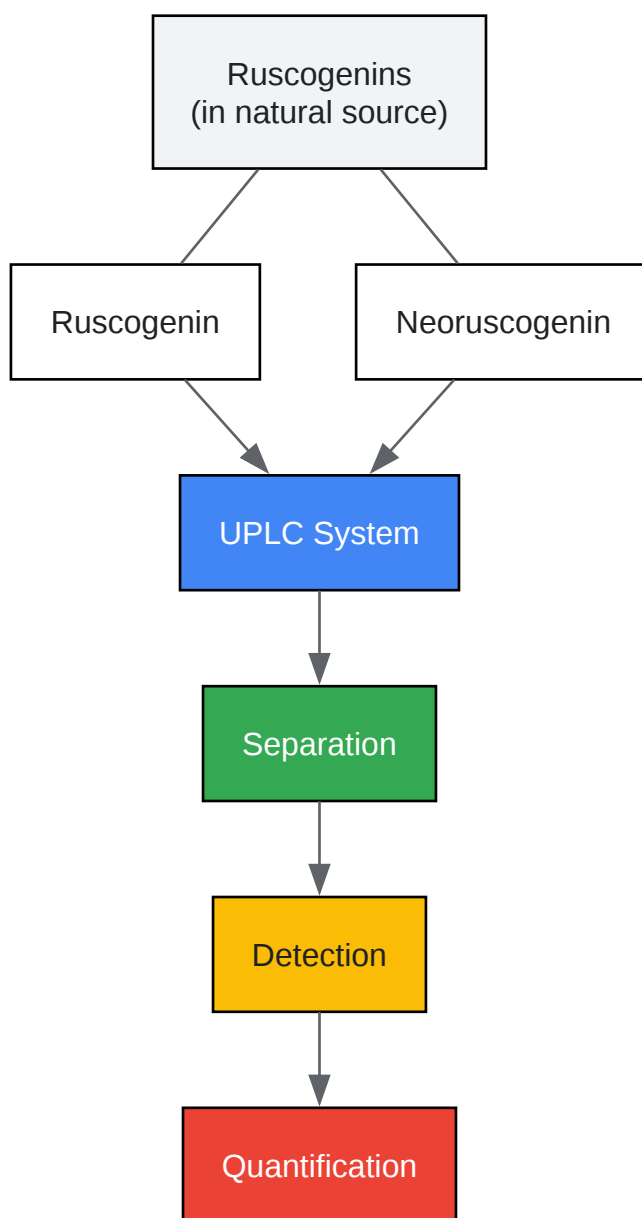 Ruscogenins
(in natural source)
Ruscogenin
Neoruscogenin
UPLC System
Separation
Detection
Quantification